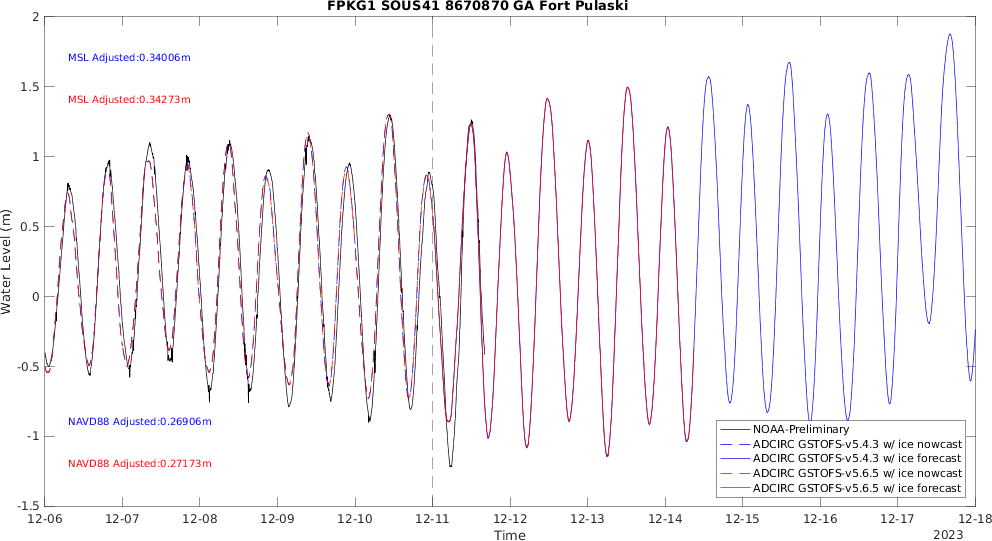 FPKG1 SOUS41 8670870 GA Fort Pulaski
2
1.5
1
0.5
0
-0.5
-1
-1.5
Water Level (m)
MSL Adjusted:0.34006m
MSL Adjusted:0.34273m
NAVD88 Adjusted:0.26906m
NAVD88 Adjusted:0.27173m
NOAA-Preliminary
ADCIRC GSTOFS-v5.4.3 w/ ice nowcast
ADCIRC GSTOFS-v5.4.3 w/ ice forecast
ADCIRC GSTOFS-v5.6.5 w/ ice nowcast
ADCIRC GSTOFS-v5.6.5 w/ ice forecast
12-06 12-07 12-08 12-09 12-10 12-11 12-12 12-13 12-14 12-15 12-16 12-17 12-18
Time
2023